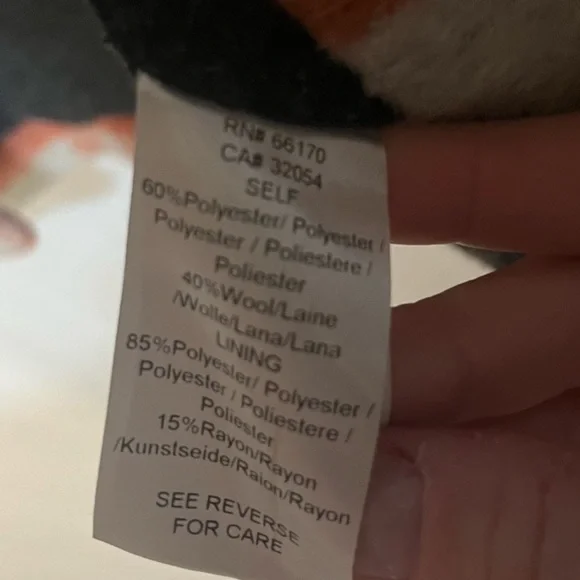 RN# 66170
CA# 32054
SELF
60%Polyester/ Polyester /
Polyester / Poliestere /
Poliester
40%Wool/Laine
/Wolle/Lana/Lana
LINING
85%Polyester/ Polyester /
Polyester / Poliestere /
Poliester
15%Rayon/Rayon
/Kunstseide/Raion/Rayon
SEE REVERSE
FOR CARE